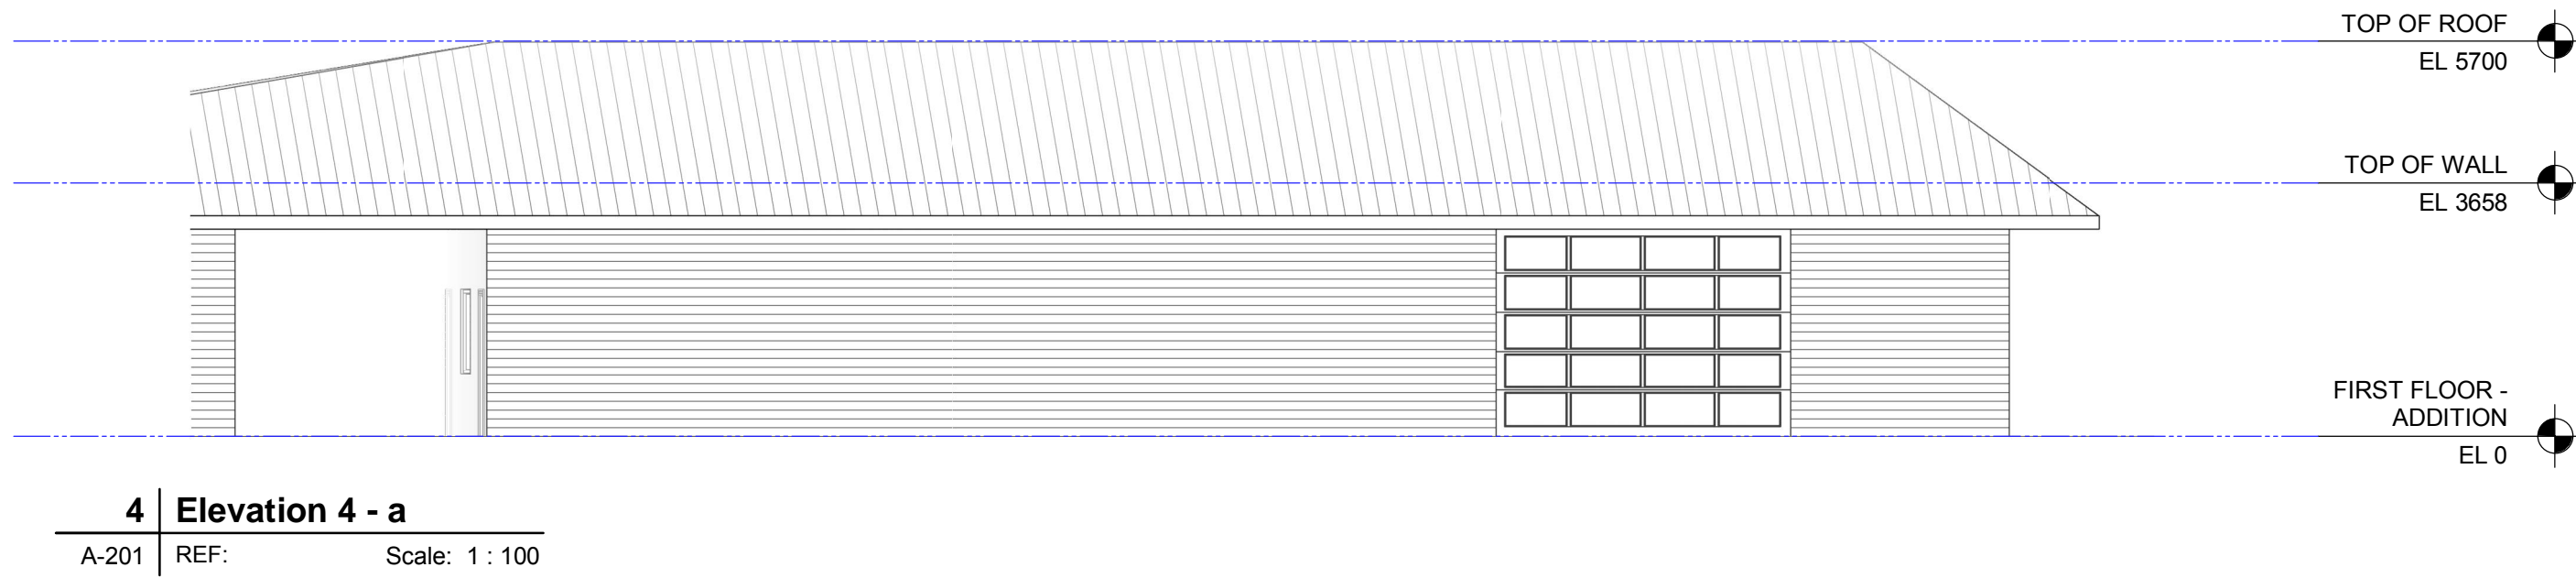 TOP OF ROOF
EL 5700
TOP OF WALL
EL 3658
FIRST FLOOR -
ADDITION
EL 0
4 Elevation 4 - a
A-201 REF: Scale: 1 : 100